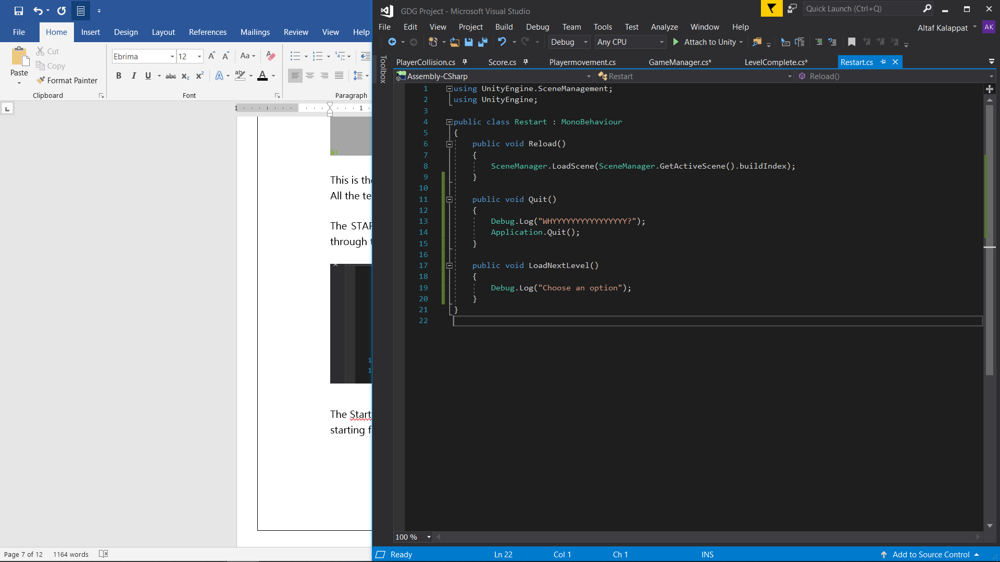 File Home Insert Design Layout References Mailings Review View Help
Paste
Cut
Copy
Format Painter
Clipboard
Ebrima 12
Font
Paragraph
This is the
All the te
The STAR
through t
The Start
starting f
Page 7 of 12 1164 words
GDG Project - Microsoft Visual Studio
Quick Launch (Ctrl+Q)
File Edit View Project Build Debug Team Tools Test Analyze Window Help
Altaf Kalappat AK
Debug Any CPU Attach to Unity
Toolbox
PlayerCollision.cs Score.cs Playermovement.cs GameManager.cs* LevelComplete.cs* Restart.cs
Assembly-CSharp Restart Reload()
1 using UnityEngine.SceneManagement;
2 using UnityEngine;
3
4 public class Restart : MonoBehaviour
5 {
6 public void Reload()
7 {
8 SceneManager.LoadScene(SceneManager.GetActiveScene().buildIndex);
9 }
10
11 public void Quit()
12 {
13 Debug.Log("WHYYYYYYYYYYYYYYYY?");
14 Application.Quit();
15 }
16
17 public void LoadNextLevel()
18 {
19 Debug.Log("Choose an option");
20 }
21 }
22
100 %
Ready Ln 22 Col 1 Ch 1 INS Add to Source Control